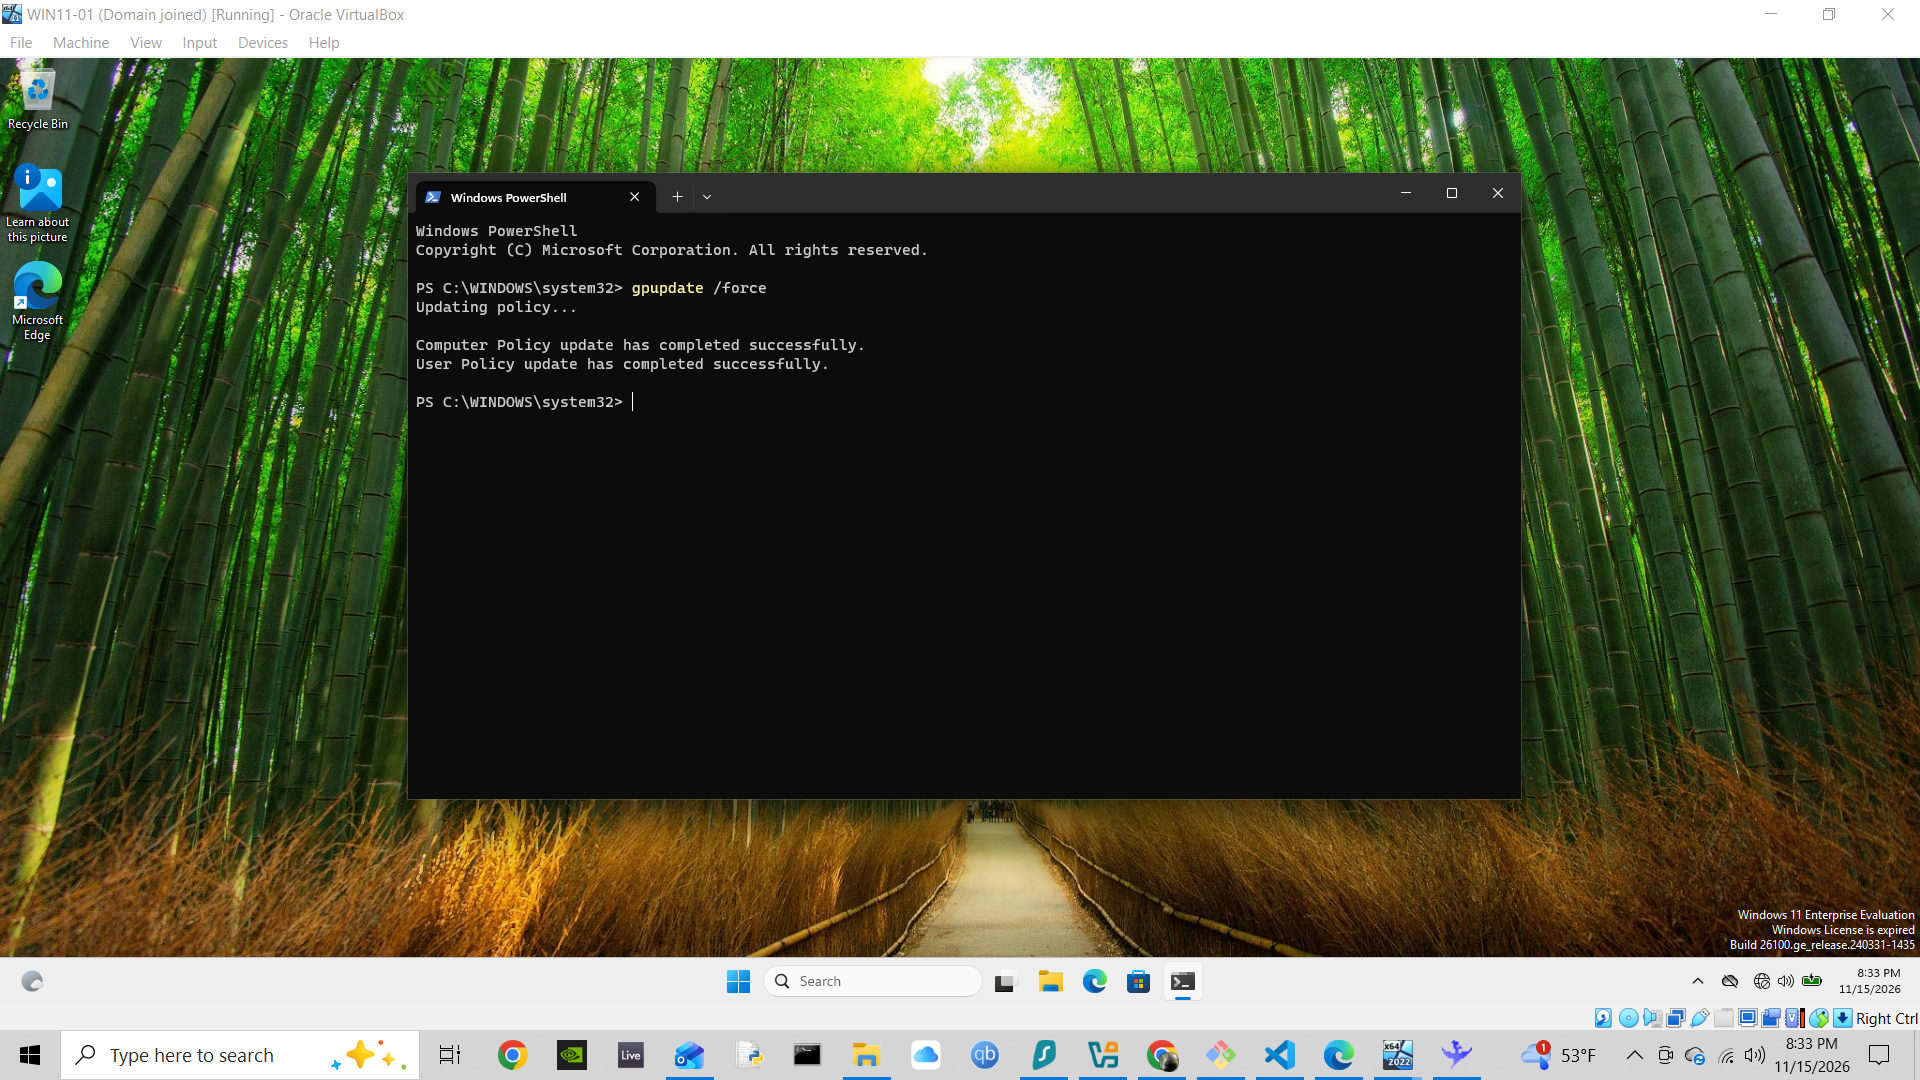 WIN11-01 (Domain joined) [Running] - Oracle VirtualBox
File Machine View Input Devices Help
Recycle Bin
Learn about
this picture
Microsoft
Edge
Windows PowerShell
Windows PowerShell
Copyright (C) Microsoft Corporation. All rights reserved.
PS C:\WINDOWS\system32> gpupdate /force
Updating policy...
Computer Policy update has completed successfully.
User Policy update has completed successfully.
PS C:\WINDOWS\system32>
Windows 11 Enterprise Evaluation
Windows License is expired
Build 26100.ge_release.240331-1435
Search
8:33 PM
11/15/2026
Right Ctrl
Type here to search
Live
qb
X64
2022
1
53°F
8:33 PM
11/15/2026